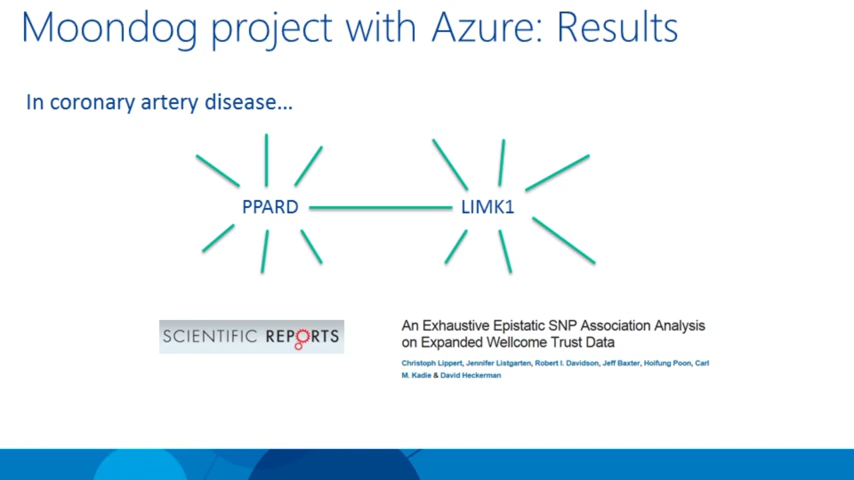 Moondog project with Azure: Results
In coronary artery disease...
PPARD
LIMK1
SCIENTIFIC REPORTS
An Exhaustive Epistatic SNP Association Analysis
on Expanded Wellcome Trust Data
Christoph Lippert, Jennifer Listgarten, Robert I. Davidson, Jeff Baxter, Hoifung Poon, Carl
M. Kadie & David Heckerman